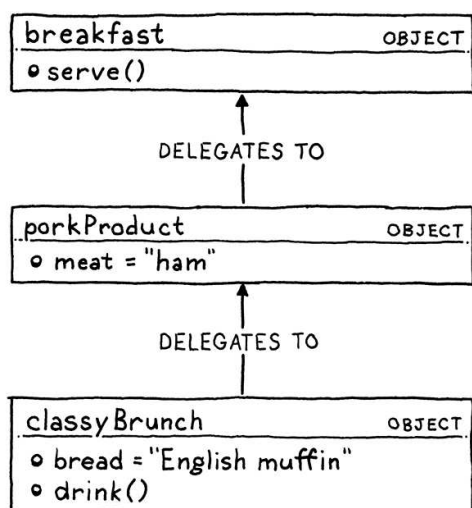 breakfast OBJECT
serve()
DELEGATES TO
porkProduct OBJECT
meat = "ham"
DELEGATES TO
classyBrunch OBJECT
bread = "English muffin"
drink()